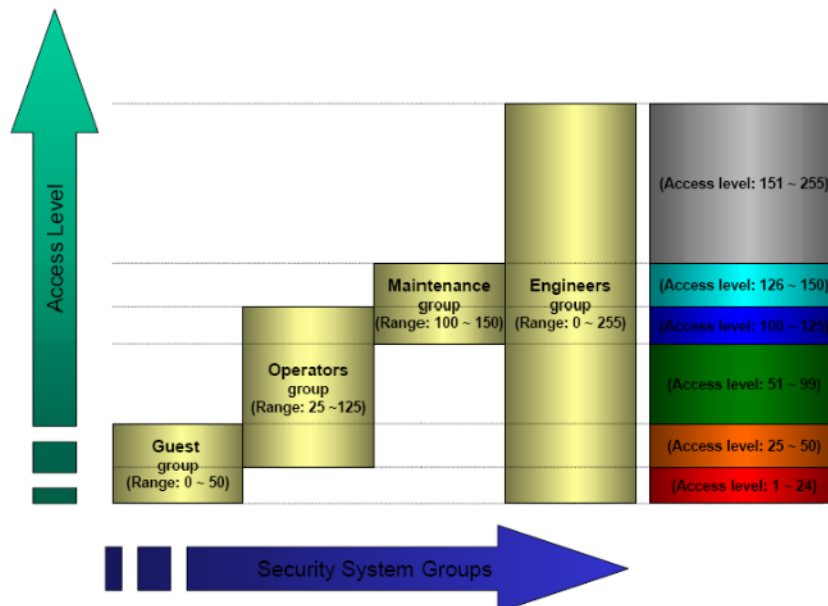 Access Level
Guest
group
(Range: 0 ~ 50)
Operators
group
(Range: 25 ~125)
Maintenance
group
(Range: 100 ~ 150)
Engineers
group
(Range: 0 ~ 255)
(Access level: 151 ~ 255)
(Access level: 126 ~ 150)
(Access level: 100 ~ 125)
(Access level: 51 ~ 99)
(Access level: 25 ~ 50)
(Access level: 1 ~ 24)
Security System Groups